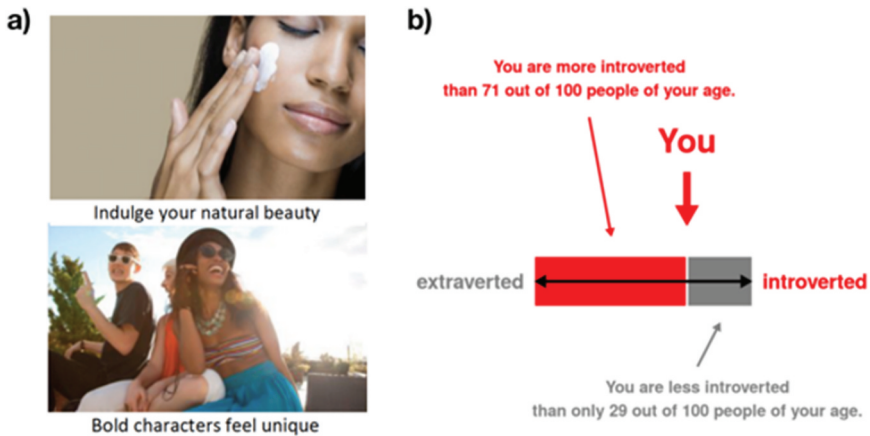 a)
Indulge your natural beauty
Bold characters feel unique
b)
You are more introverted
than 71 out of 100 people of your age.
You
extraverted
introverted
You are less introverted
than only 29 out of 100 people of your age.